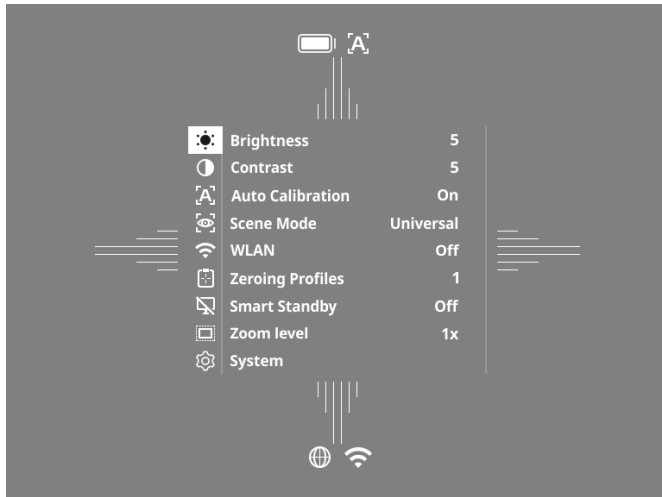 [A]
Brightness 5
Contrast 5
[A] Auto Calibration On
Scene Mode Universal
WLAN Off
Zeroing Profiles 1
Smart Standby Off
Zoom level 1x
System